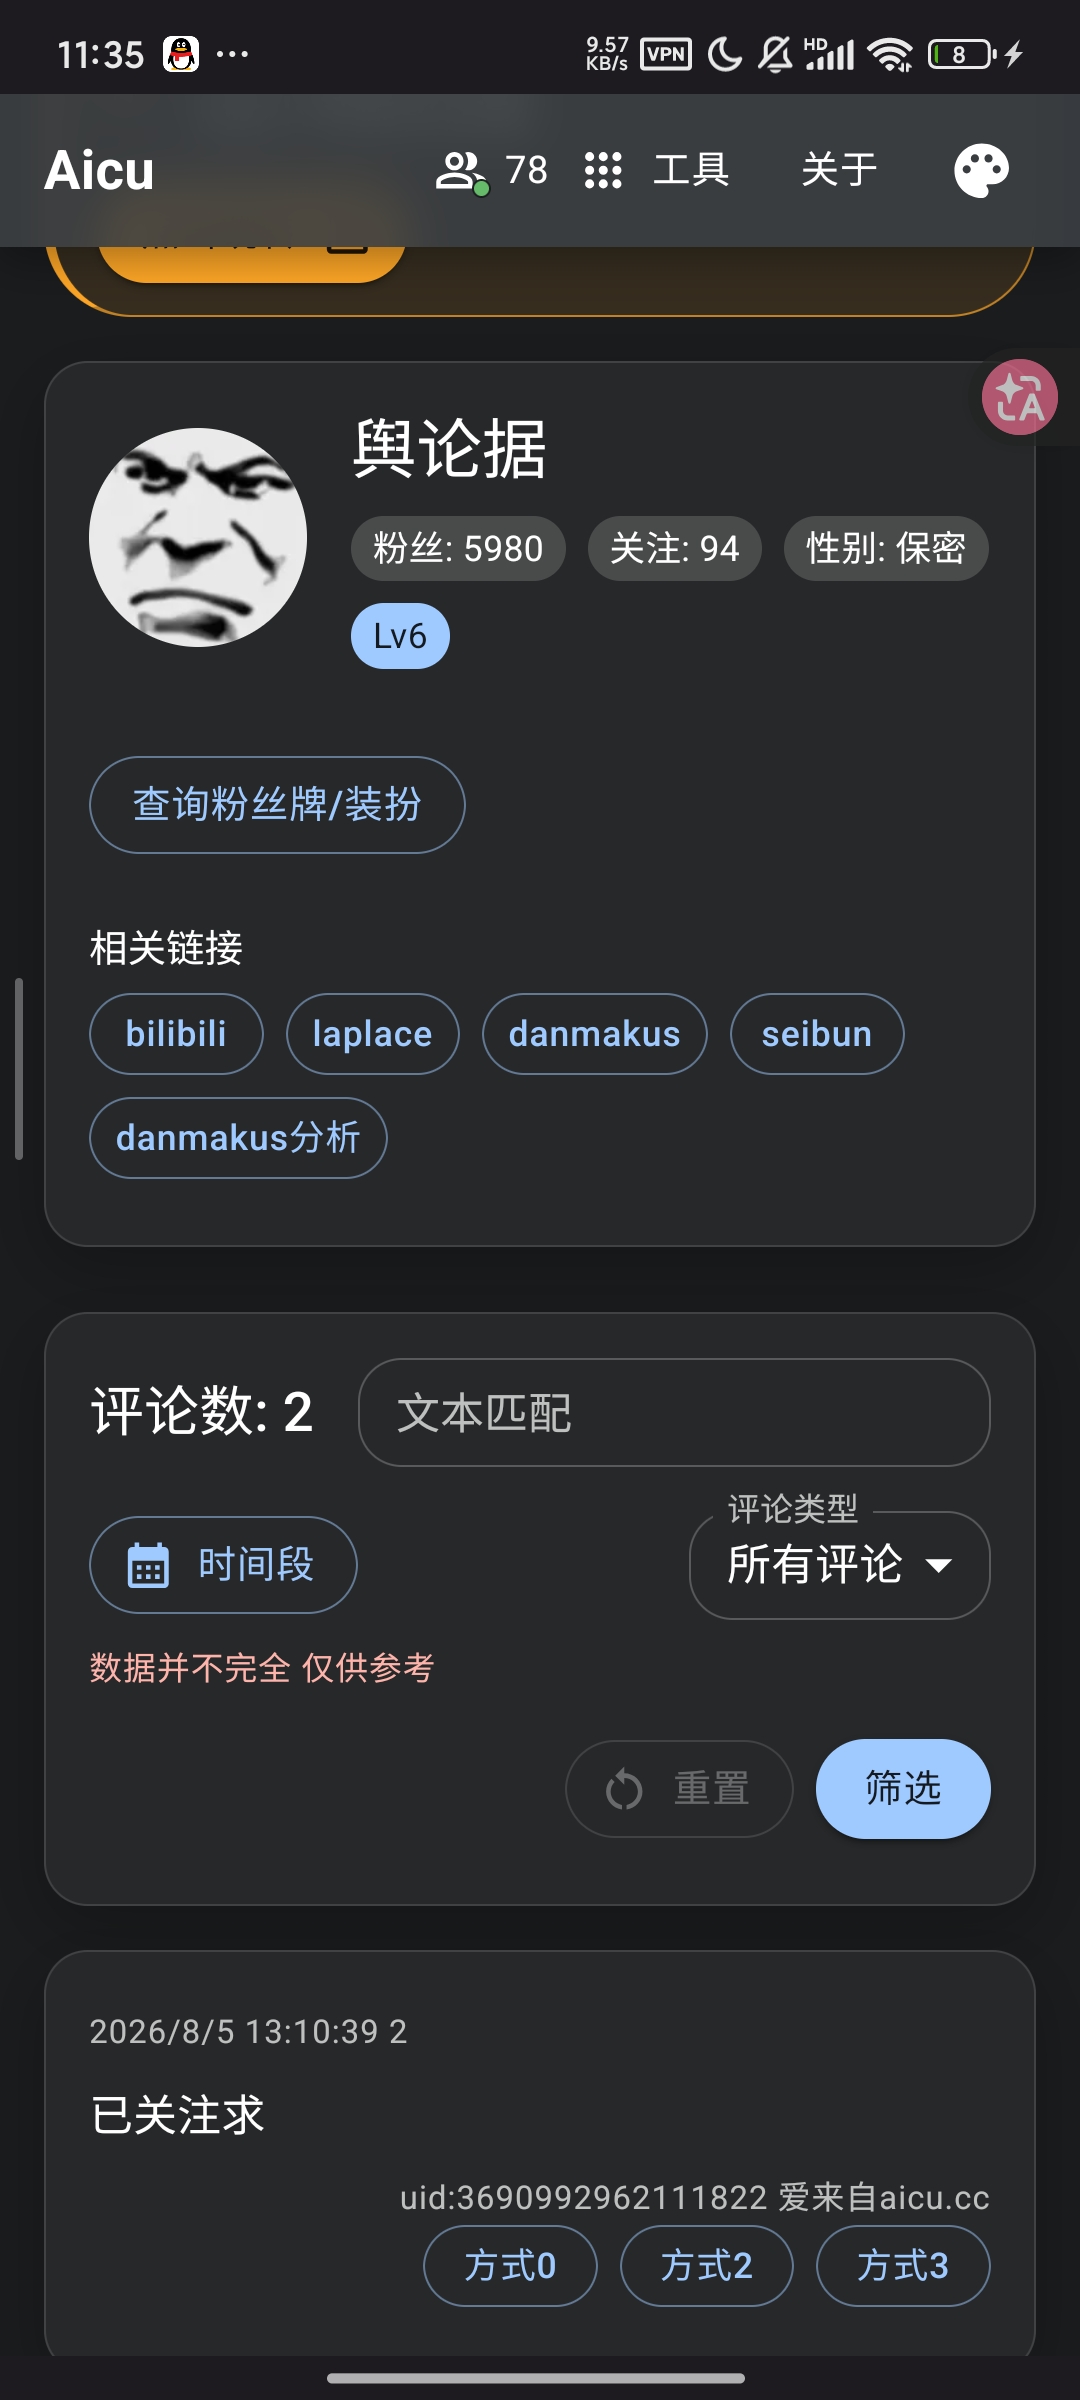 11:35
9.57 KB/s VPN HD 8
Aicu 78 工具 关于
舆论据
粉丝: 5980 关注: 94 性别: 保密
Lv6
查询粉丝牌/装扮
相关链接
bilibili laplace danmakus seibun
danmakus分析
评论数: 2 文本匹配
评论类型
时间段 所有评论
数据并不完全 仅供参考
重置 筛选
2026/8/5 13:10:39 2
已关注求
uid:3690992962111822 爱来自aicu.cc
方式0 方式2 方式3